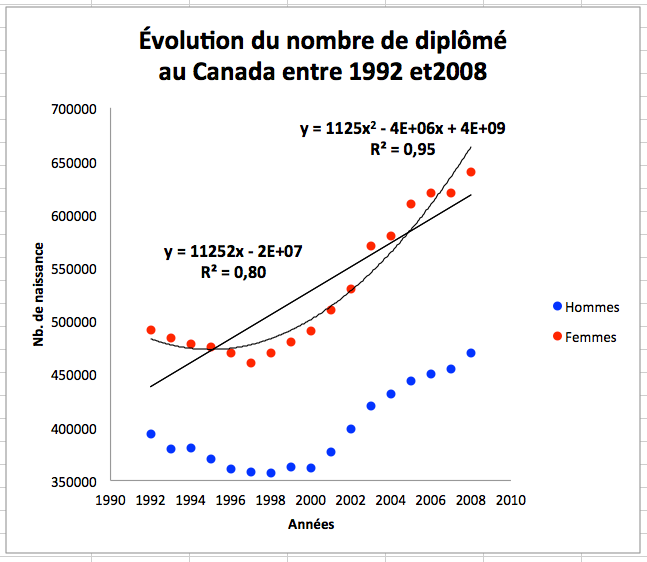 Évolution du nombre de diplômé
au Canada entre 1992 et2008
700000
650000
600000
550000
500000
450000
400000
350000
Nb. de naissance
y = 1125x² - 4E+06x + 4E+09
R² = 0,95
y = 11252x - 2E+07
R² = 0,80
Hommes
Femmes
1990 1992 1994 1996 1998 2000 2002 2004 2006 2008 2010
Années